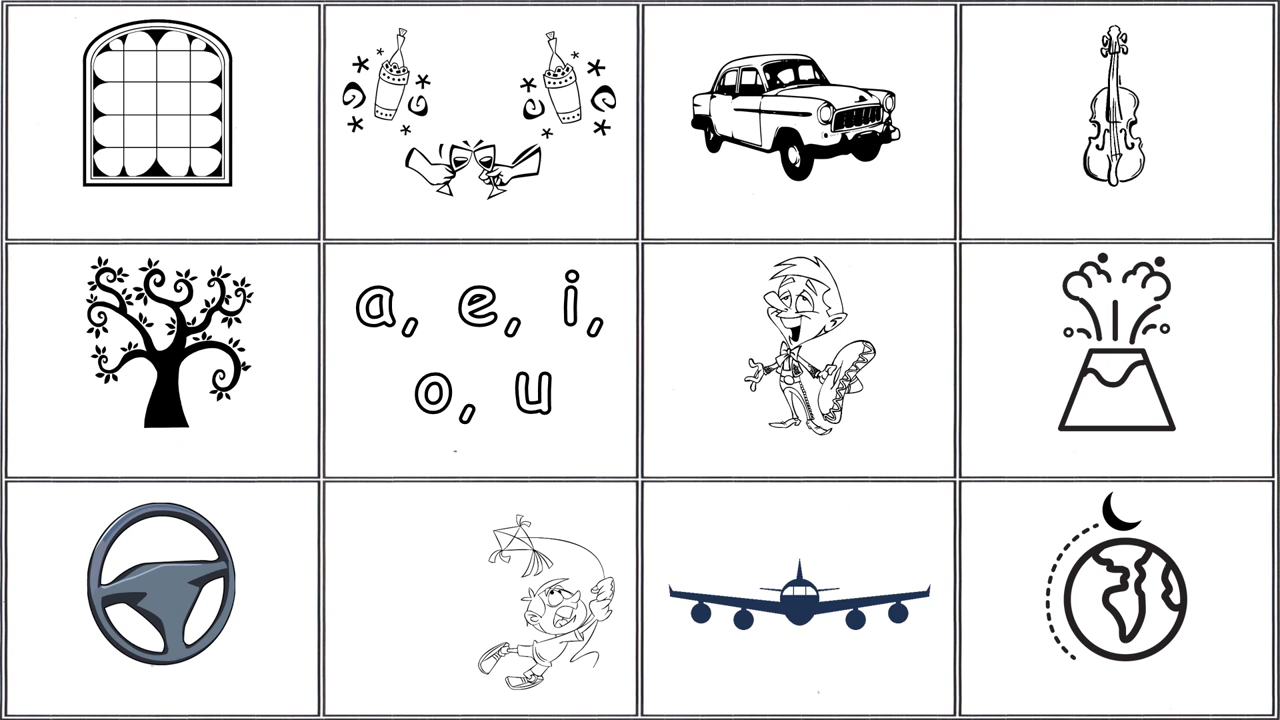 a, e, i,
o, u